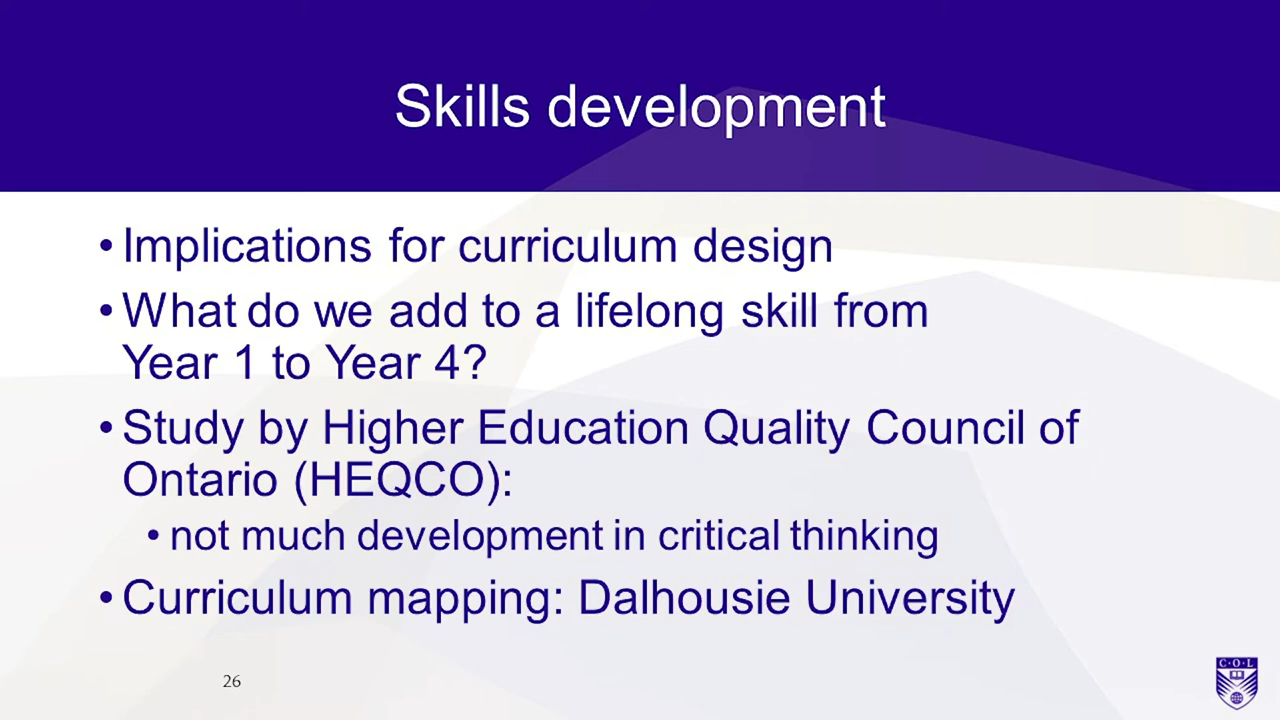 Skills development
• Implications for curriculum design
• What do we add to a lifelong skill from
Year 1 to Year 4?
• Study by Higher Education Quality Council of
Ontario (HEQCO):
• not much development in critical thinking
• Curriculum mapping: Dalhousie University
26
C·O·L